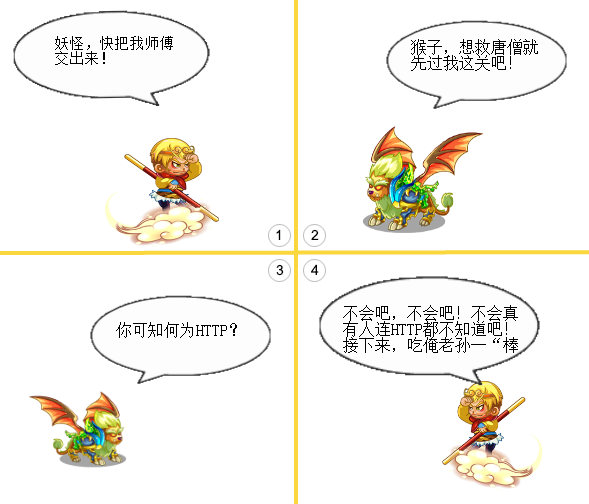 妖怪，快把我师傅
交出来！
1
猴子，想救唐僧就
先过我这关吧！
2
3
你可知何为HTTP？
4
不会吧，不会吧！不会真
有人连HTTP都不知道吧！
接下来，吃俺老孙一“棒